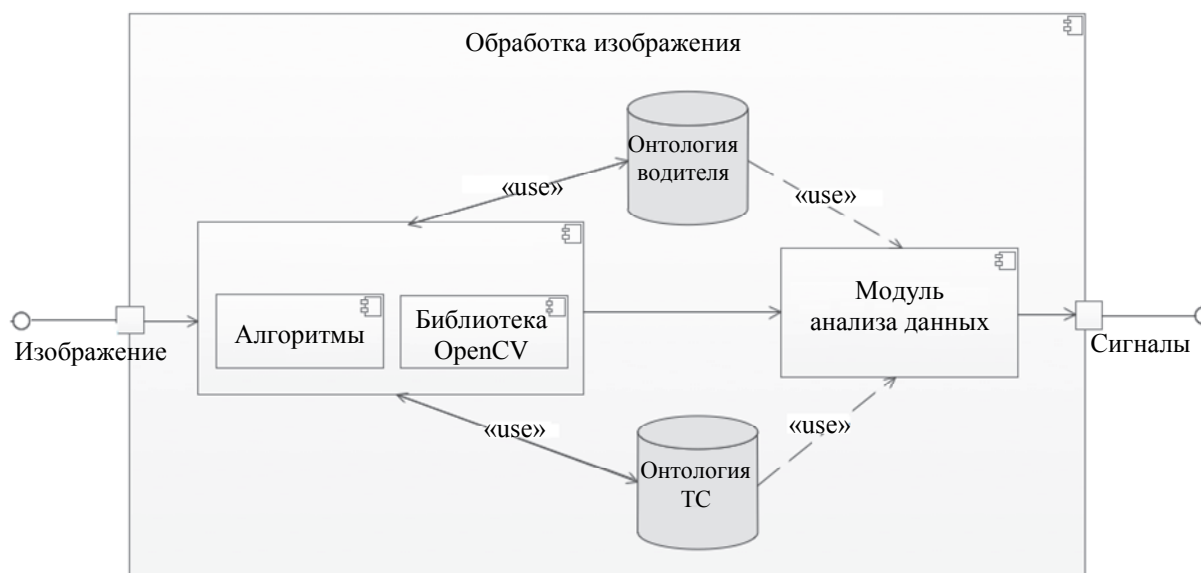 Обработка изображения
Онтология
водителя
«use»
«use»
Изображение
Алгоритмы
Библиотека
OpenCV
Модуль
анализа данных
Сигналы
«use»
«use»
Онтология
ТС